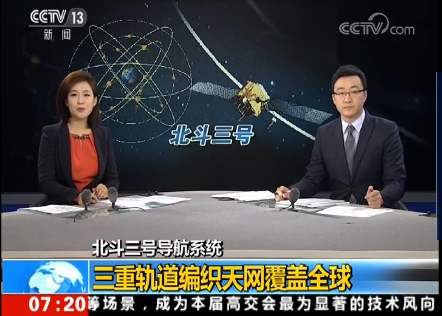 CCTV 13
新闻
CCTV.com
北斗三号
北斗三号导航系统
三重轨道编织天网覆盖全球
07:20 等场景，成为本届高交会最为显著的技术风向